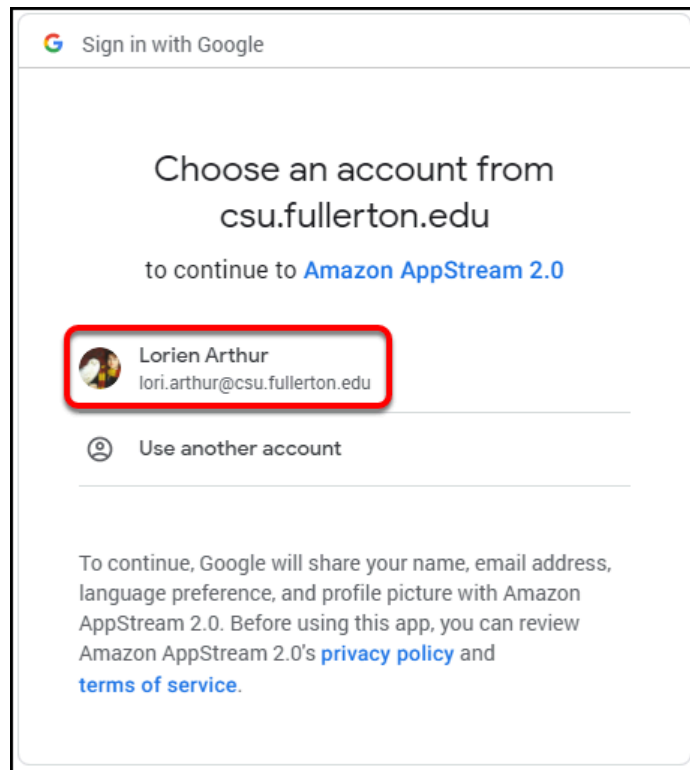 Sign in with Google
Choose an account from
csu.fullerton.edu
to continue to Amazon AppStream 2.0
Lorien Arthur
lori.arthur@csu.fullerton.edu
Use another account
To continue, Google will share your name, email address,
language preference, and profile picture with Amazon
AppStream 2.0. Before using this app, you can review
Amazon AppStream 2.0's privacy policy and
terms of service.